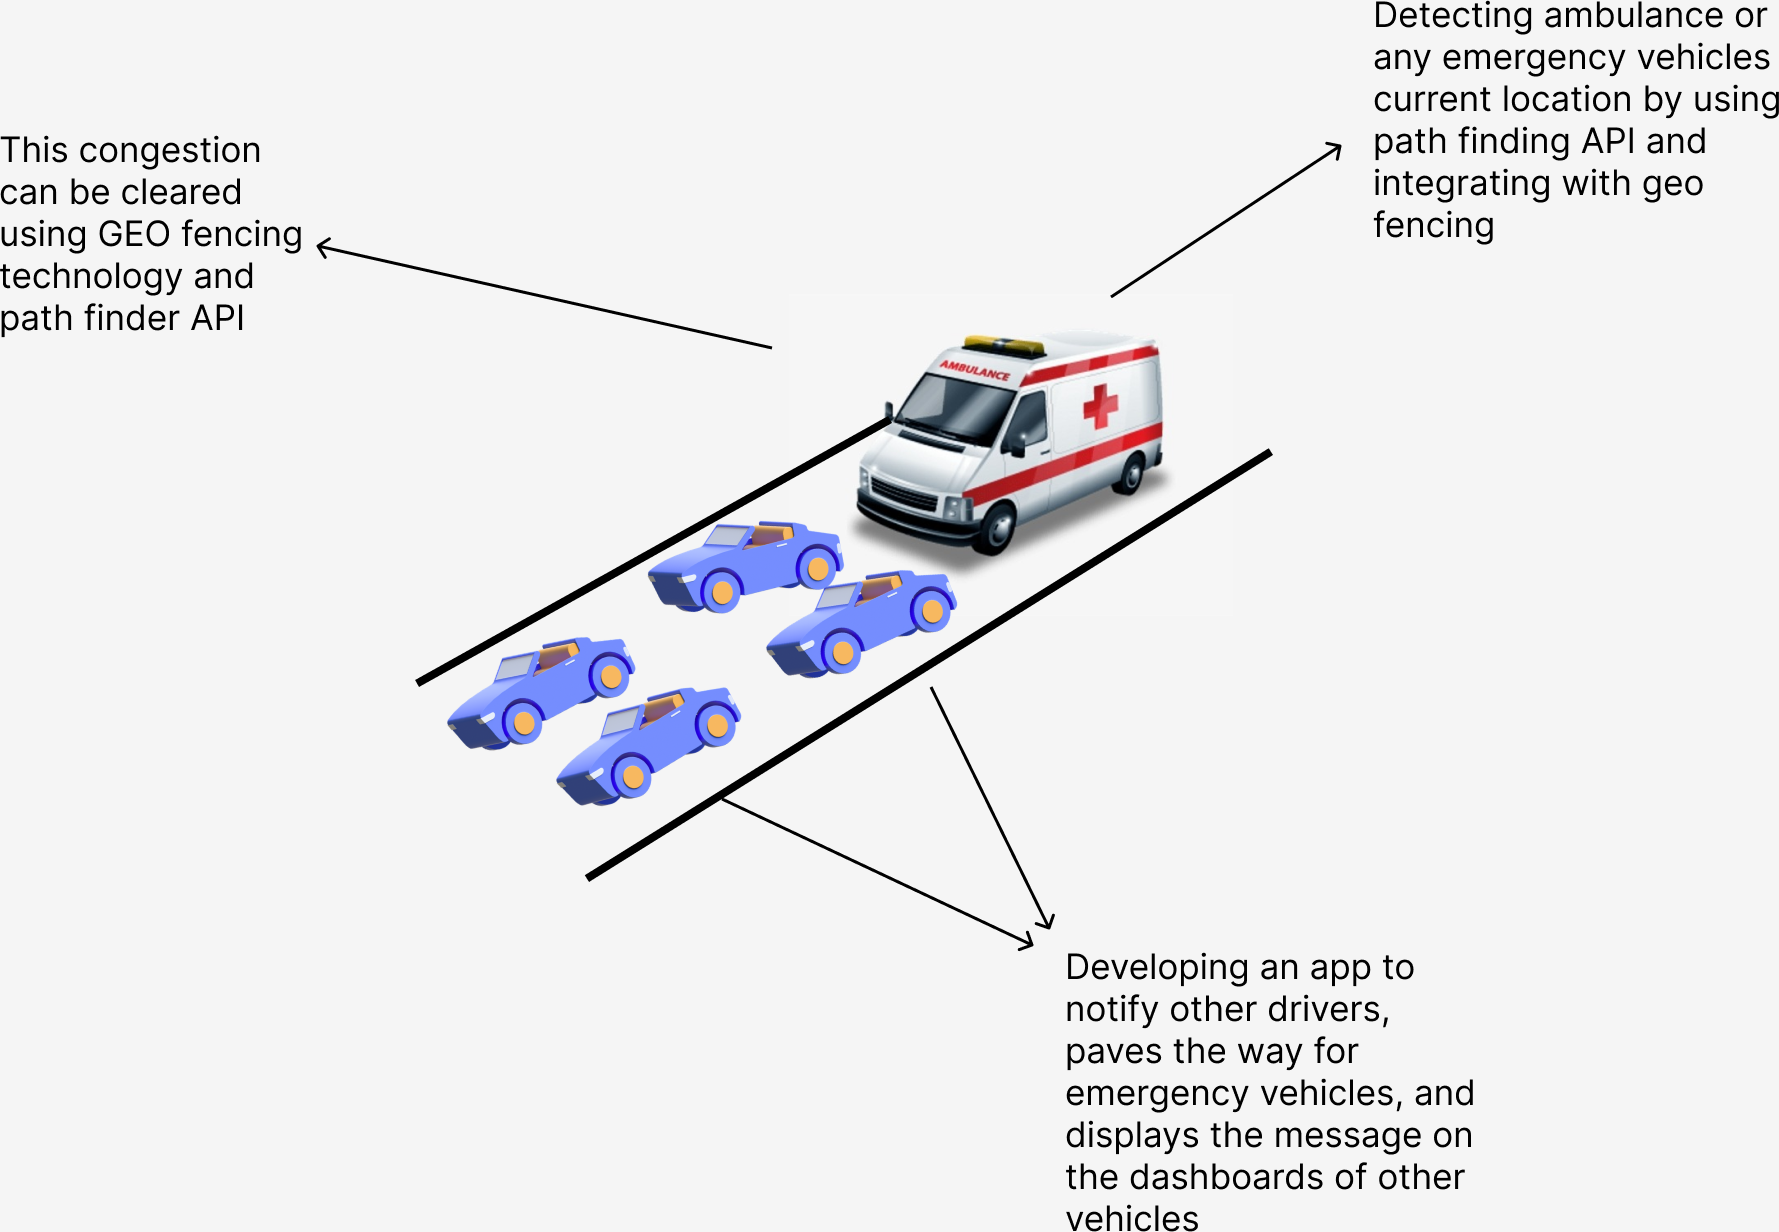 Detecting ambulance or
any emergency vehicles
current location by using
path finding API and
integrating with geo
fencing
This congestion
can be cleared
using GEO fencing
technology and
path finder API
AMBULANCE
Developing an app to
notify other drivers,
paves the way for
emergency vehicles, and
displays the message on
the dashboards of other
vehicles